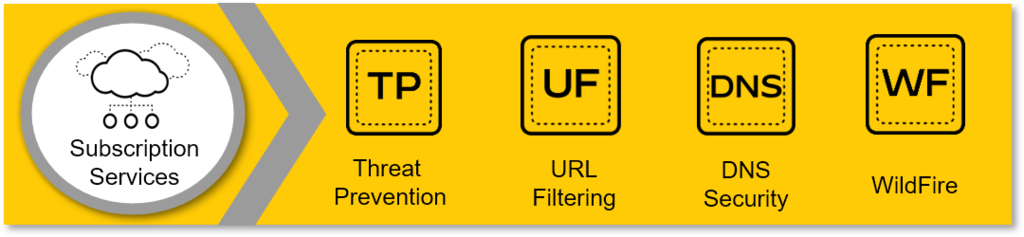 Subscription
Services
TP
Threat
Prevention
UF
URL
Filtering
DNS
DNS
Security
WF
WildFire